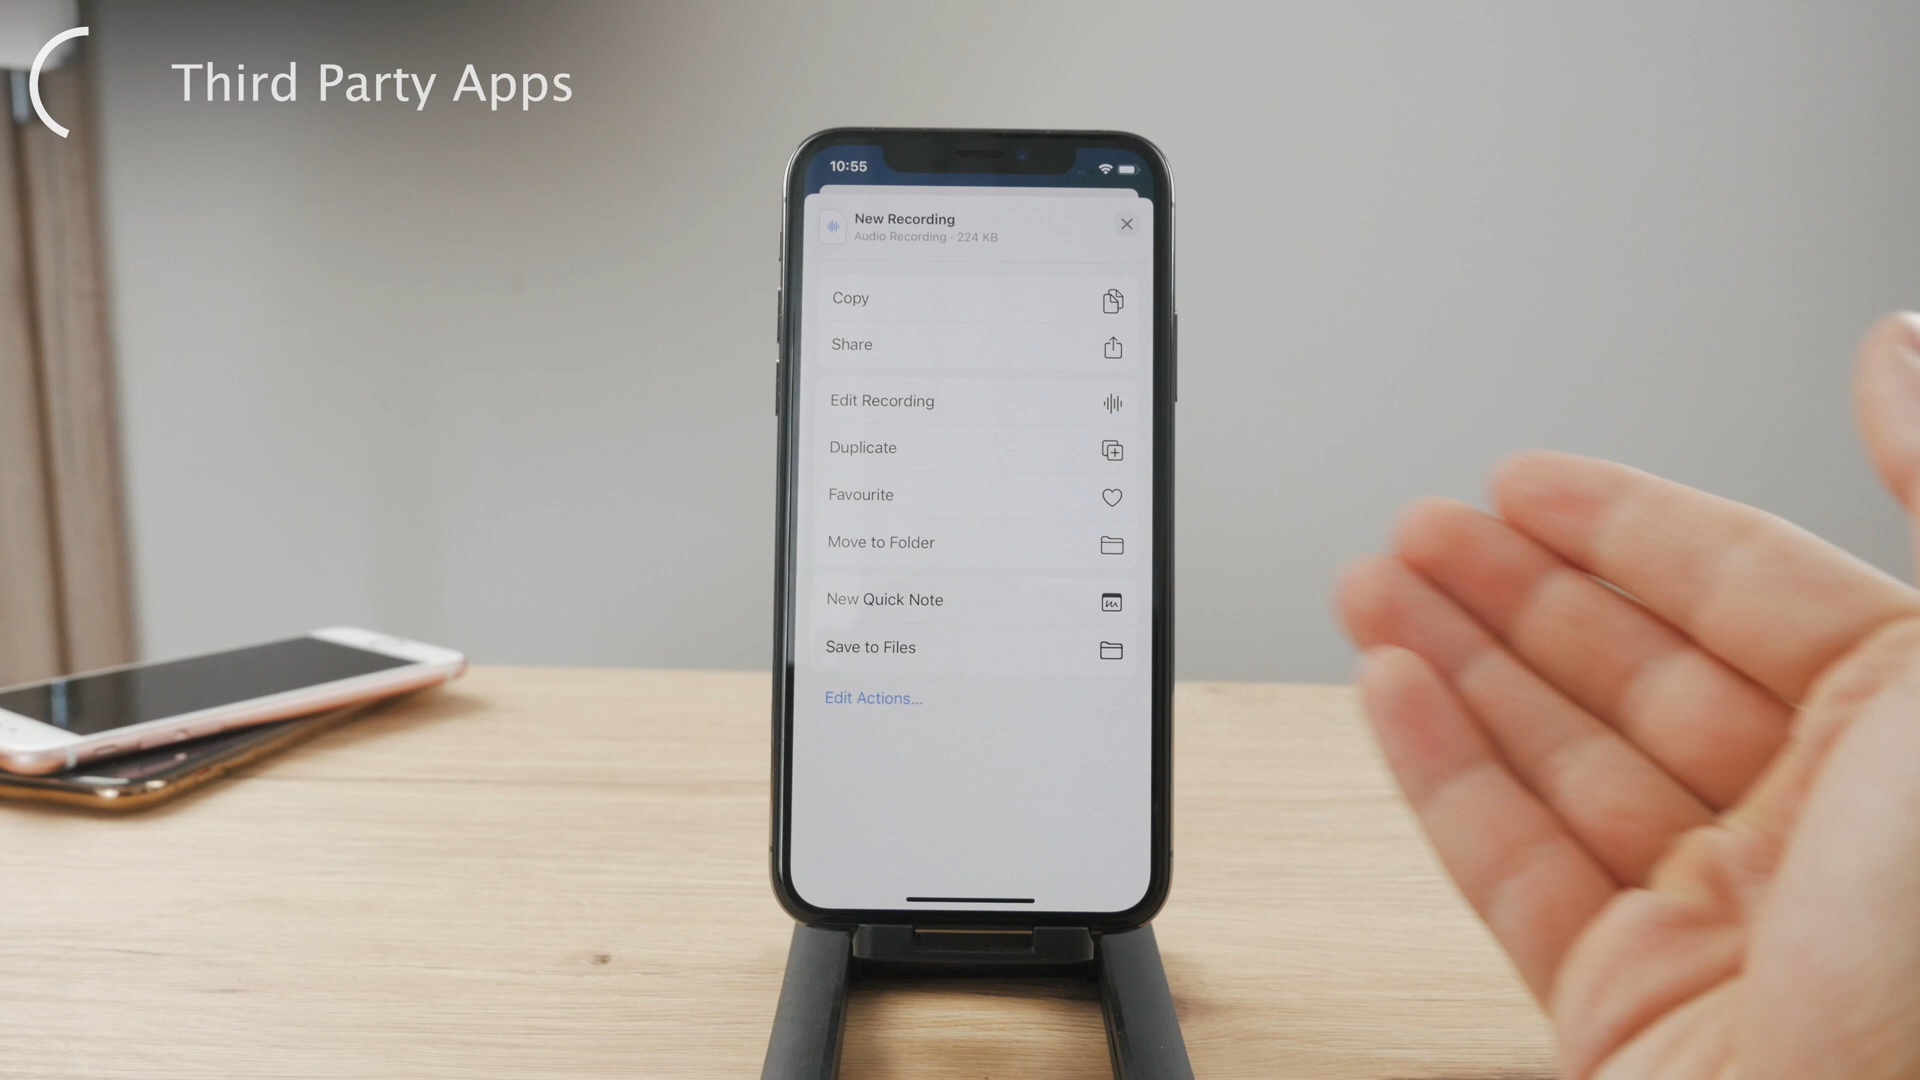 Third Party Apps
10:55
New Recording
Audio Recording · 224 KB
Copy
Share
Edit Recording
Duplicate
Favourite
Move to Folder
New Quick Note
Save to Files
Edit Actions...